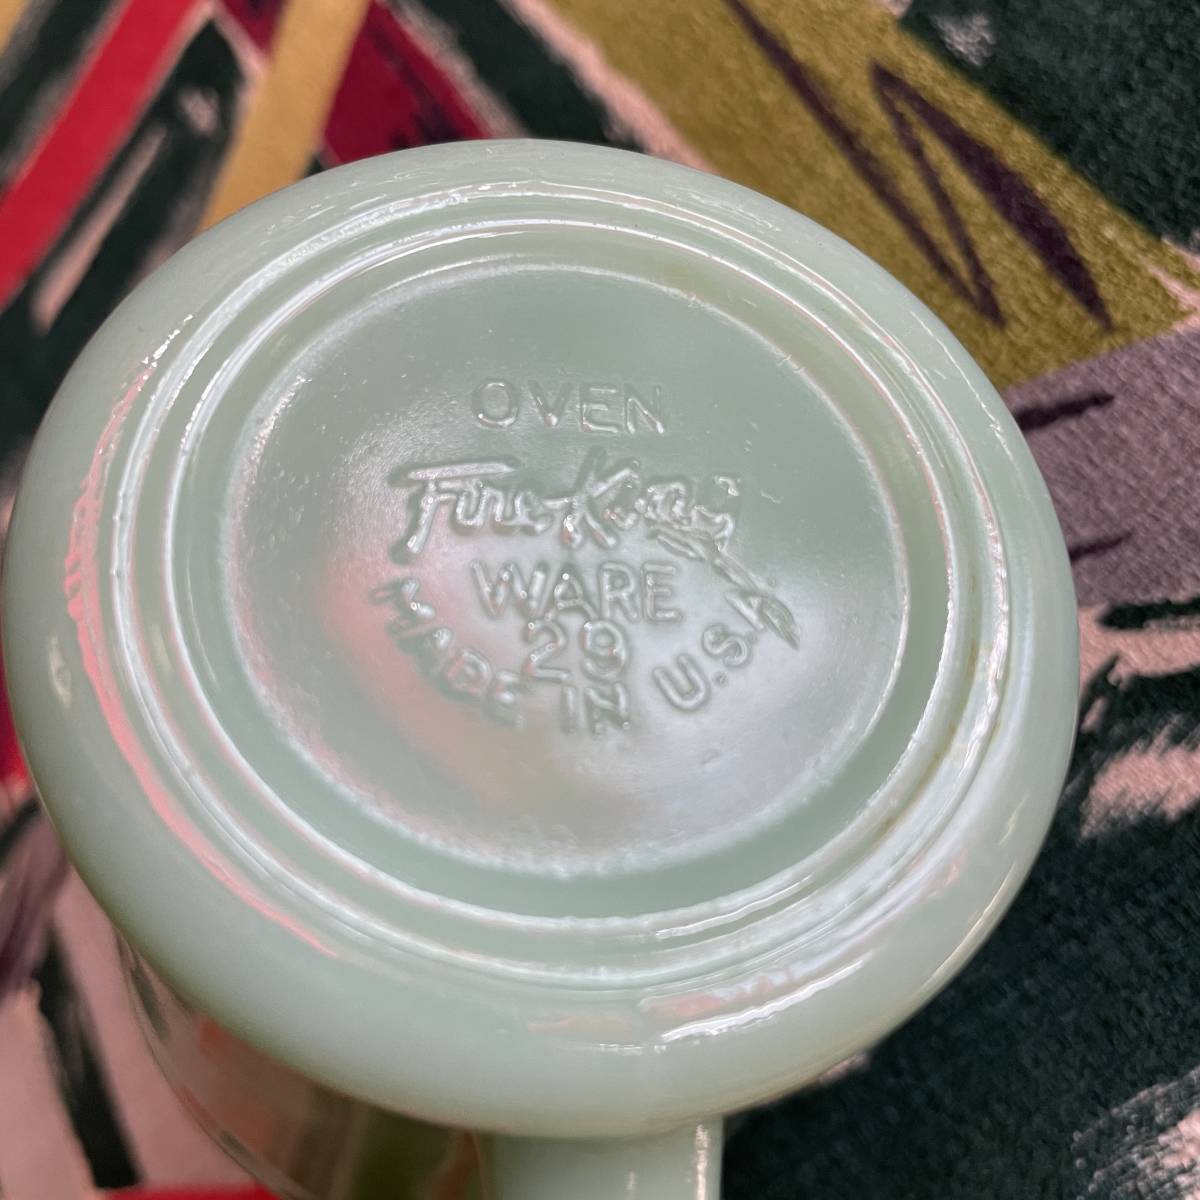 OVEN
Fire-King
WARE
29
MADE IN U.S.A